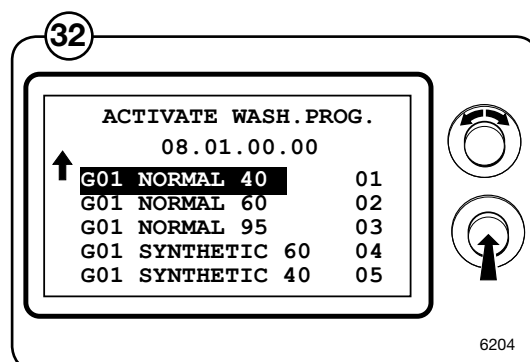 32
ACTIVATE WASH.PROG.
08.01.00.00
G01 NORMAL 40 01
G01 NORMAL 60 02
G01 NORMAL 95 03
G01 SYNTHETIC 60 04
G01 SYNTHETIC 40 05
6204